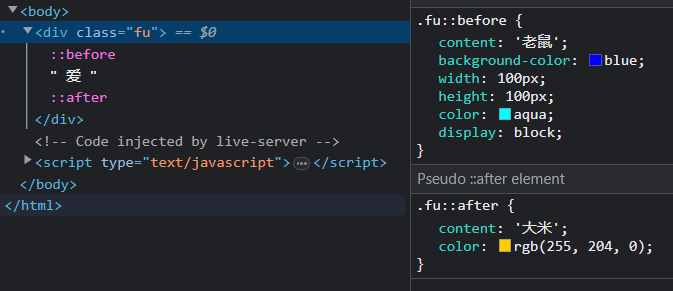 <body>
<div class="fu"> == $0
::before
" 爱 "
::after
</div>
<!-- Code injected by live-server -->
<script type="text/javascript"> ⋯ </script>
</body>
</html>
.fu::before {
content: '老鼠';
background-color: blue;
width: 100px;
height: 100px;
color: aqua;
display: block;
}
Pseudo ::after element
.fu::after {
content: '大米';
color: rgb(255, 204, 0);
}